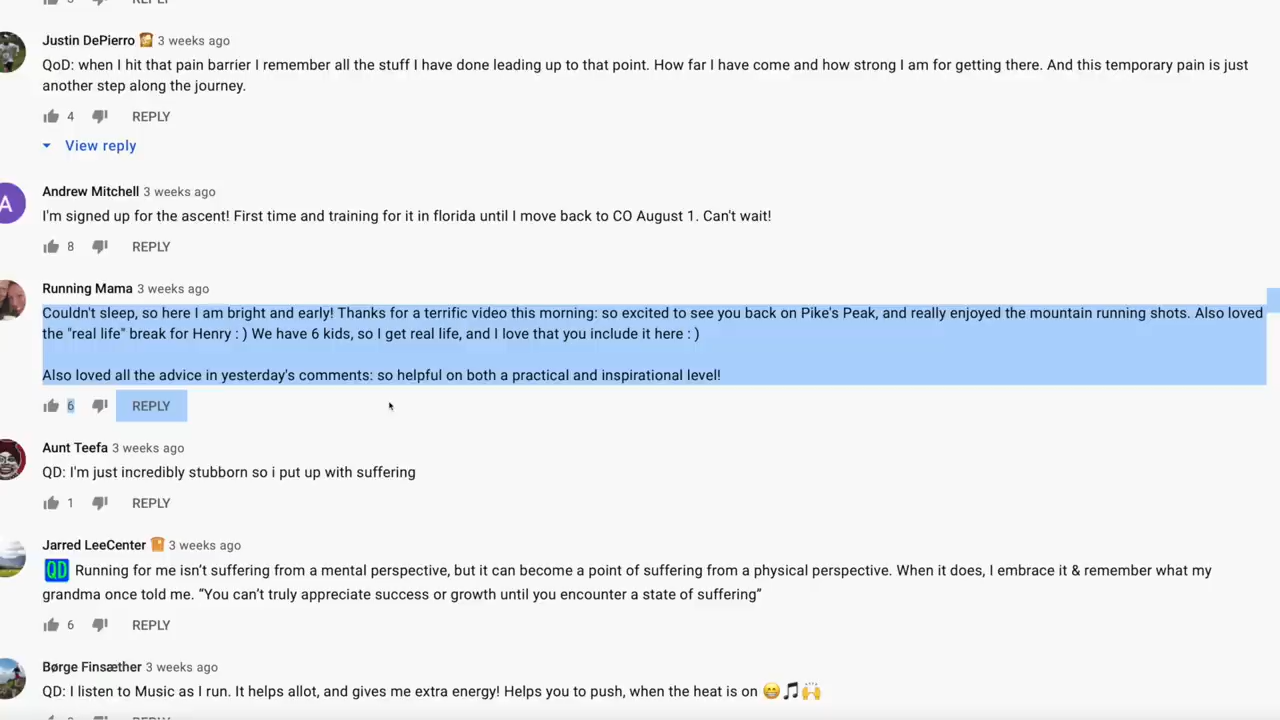 REPLY
Justin DePierro 3 weeks ago
QoD: when I hit that pain barrier I remember all the stuff I have done leading up to that point. How far I have come and how strong I am for getting there. And this temporary pain is just
another step along the journey.
4 REPLY
View reply
A
Andrew Mitchell 3 weeks ago
I'm signed up for the ascent! First time and training for it in florida until I move back to CO August 1. Can't wait!
8 REPLY
Running Mama 3 weeks ago
Couldn't sleep, so here I am bright and early! Thanks for a terrific video this morning: so excited to see you back on Pike's Peak, and really enjoyed the mountain running shots. Also loved
the "real life" break for Henry : ) We have 6 kids, so I get real life, and I love that you include it here : )
Also loved all the advice in yesterday's comments: so helpful on both a practical and inspirational level!
6 REPLY
Aunt Teefa 3 weeks ago
QD: I'm just incredibly stubborn so i put up with suffering
1 REPLY
Jarred LeeCenter 3 weeks ago
QD Running for me isn’t suffering from a mental perspective, but it can become a point of suffering from a physical perspective. When it does, I embrace it & remember what my
grandma once told me. “You can’t truly appreciate success or growth until you encounter a state of suffering”
6 REPLY
Børge Finsæther 3 weeks ago
QD: I listen to Music as I run. It helps allot, and gives me extra energy! Helps you to push, when the heat is on 😁🎵🙌
REPLY